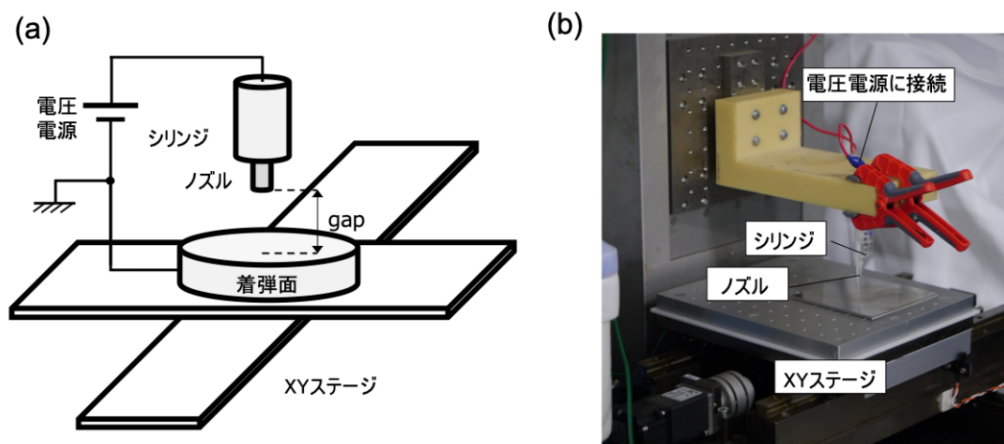 (a)
電圧
電源
シリンジ
ノズル
gap
着弾面
XYステージ
(b)
電圧電源に接続
シリンジ
ノズル
XYステージ